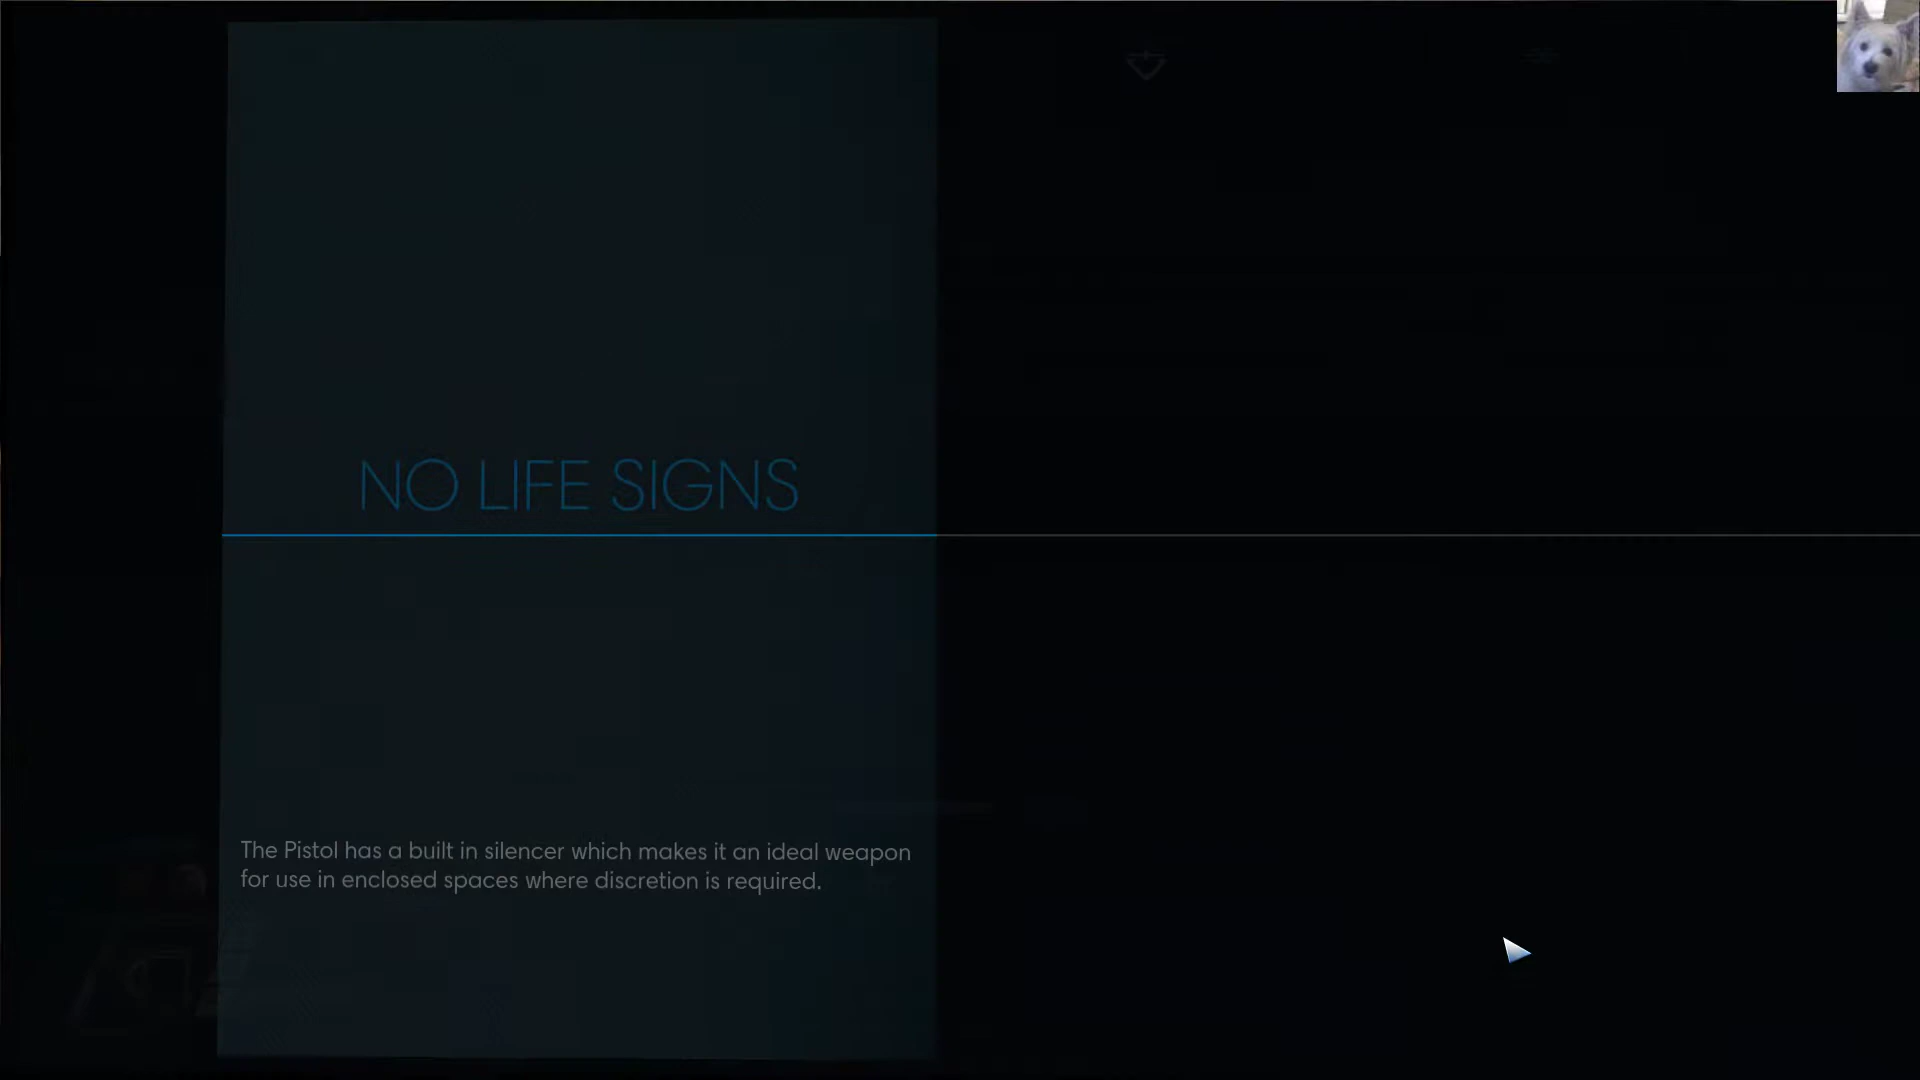 NO LIFE SIGNS
The Pistol has a built in silencer which makes it an ideal weapon
for use in enclosed spaces where discretion is required.